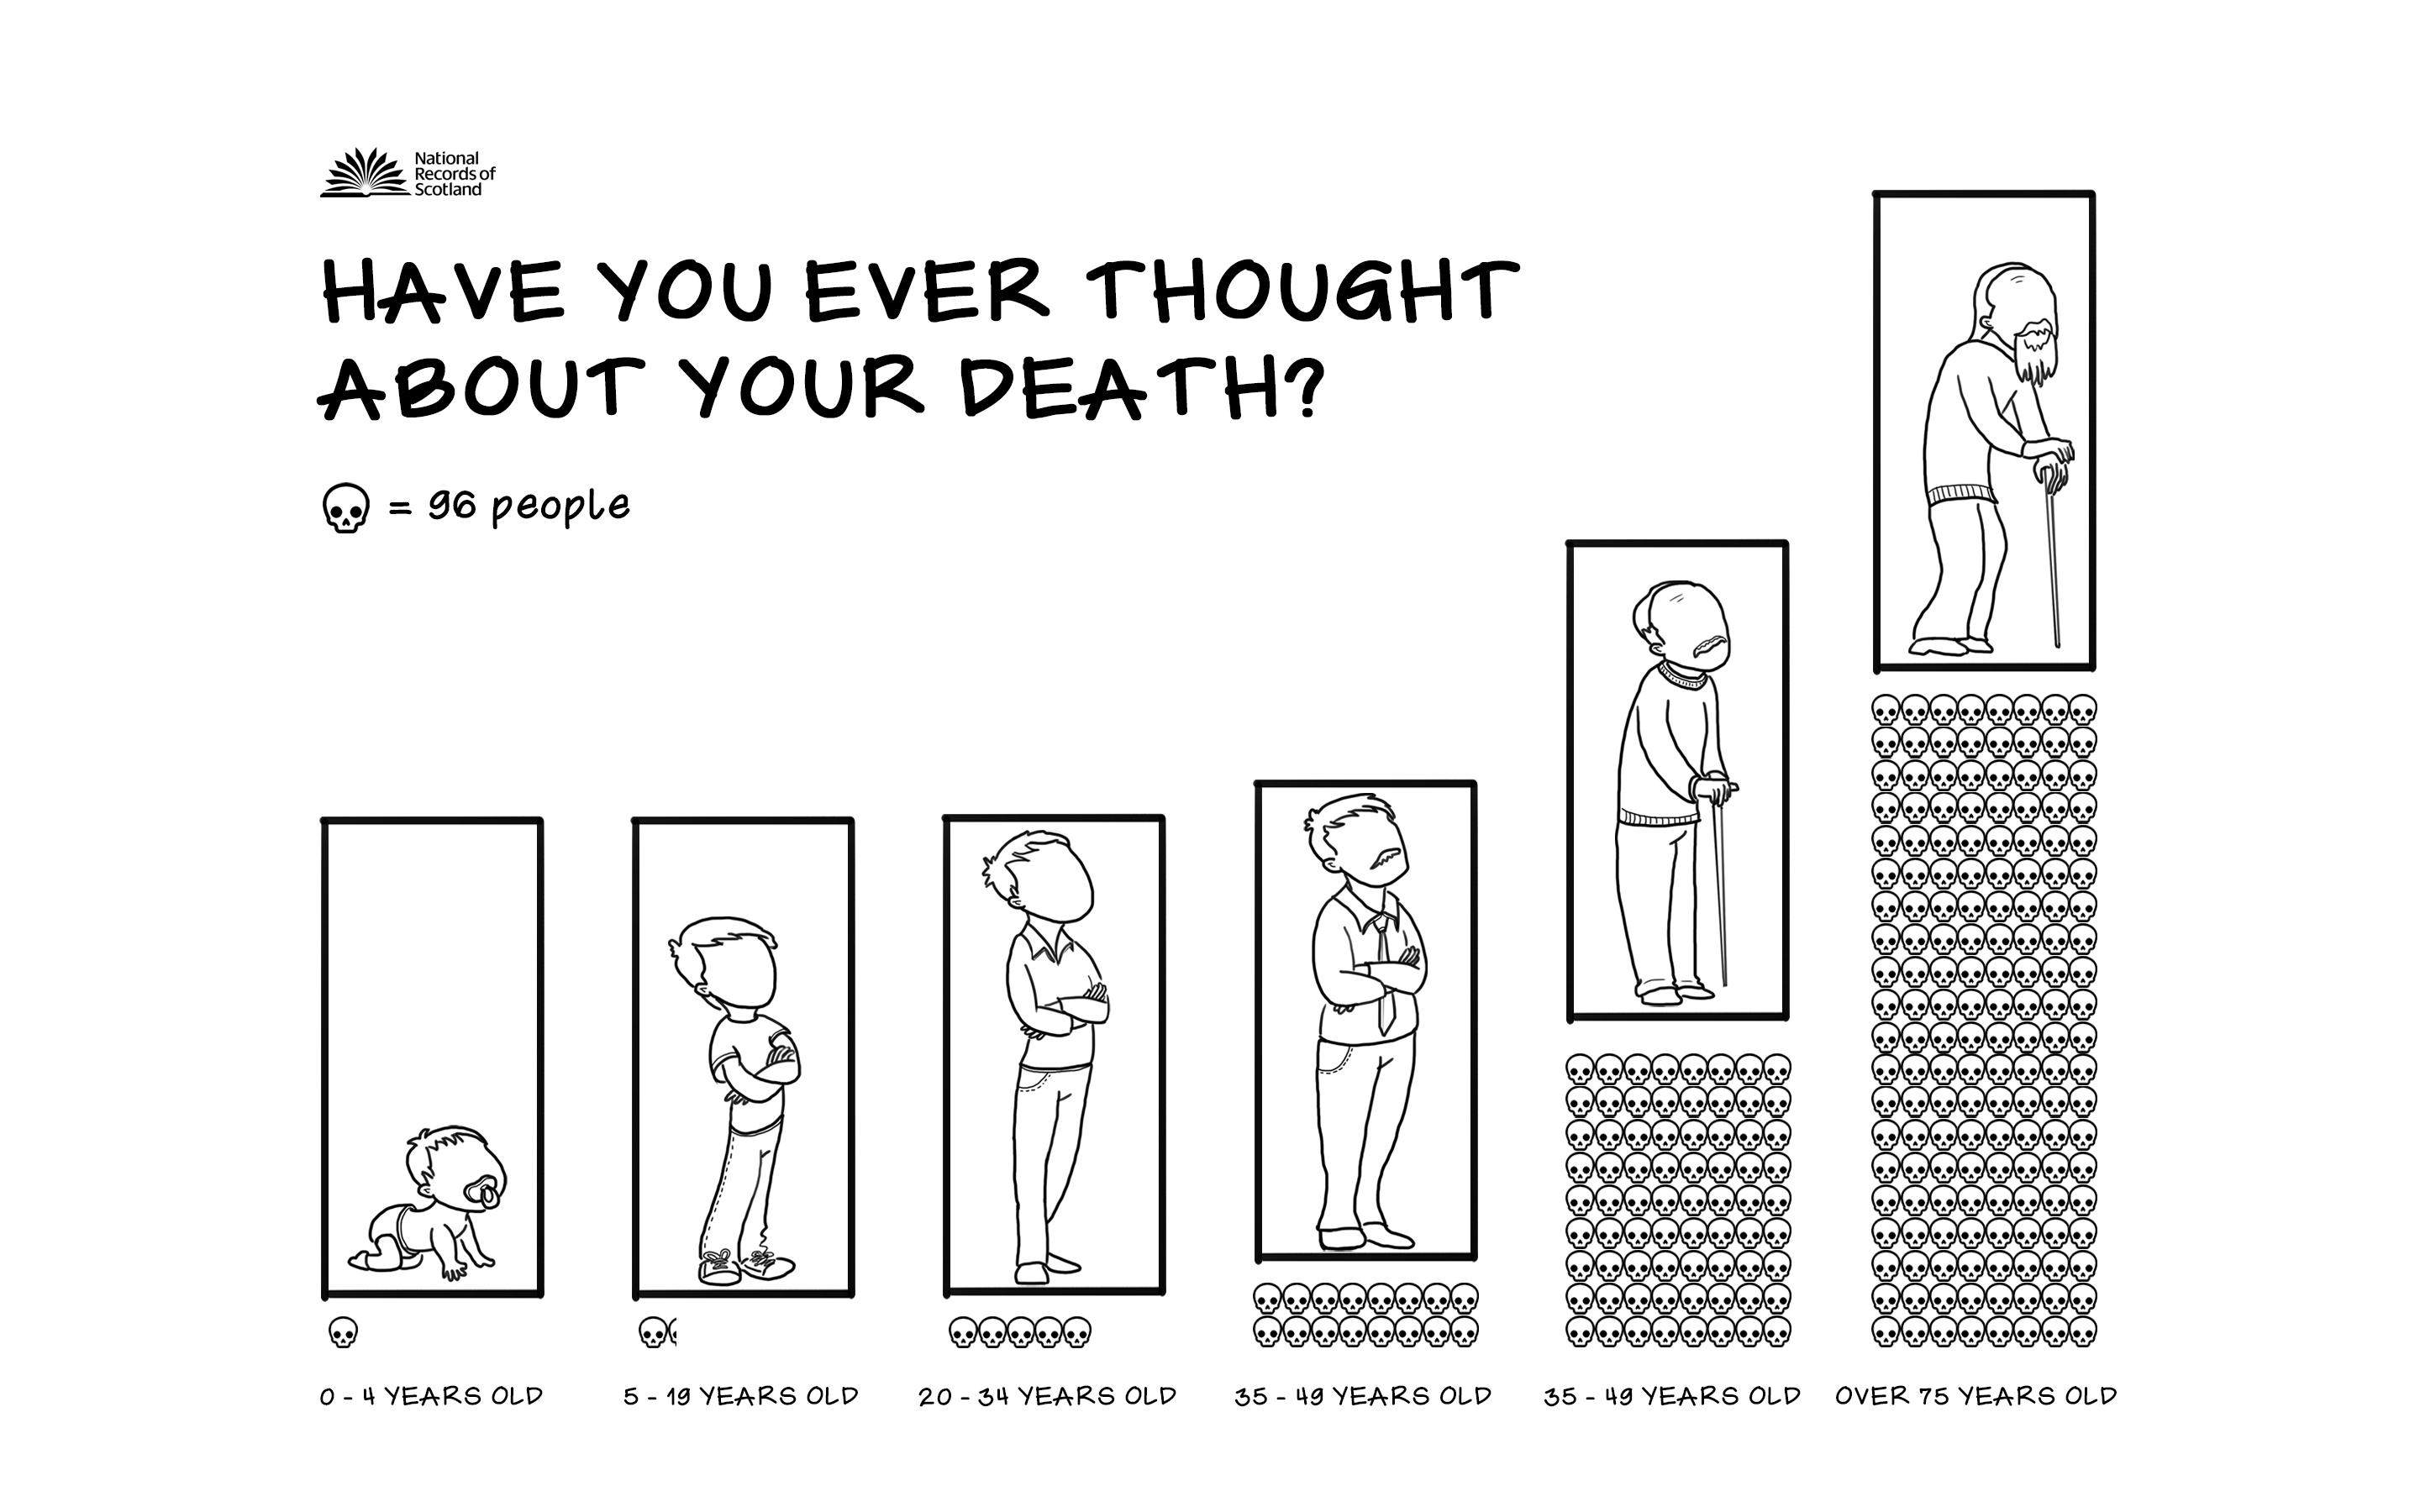 National
Records of
Scotland
HAVE YOU EVER THOUGHT
ABOUT YOUR DEATH?
= 96 people
0 - 4 YEARS OLD
5 - 19 YEARS OLD
20 - 34 YEARS OLD
35 - 49 YEARS OLD
35 - 49 YEARS OLD
OVER 75 YEARS OLD